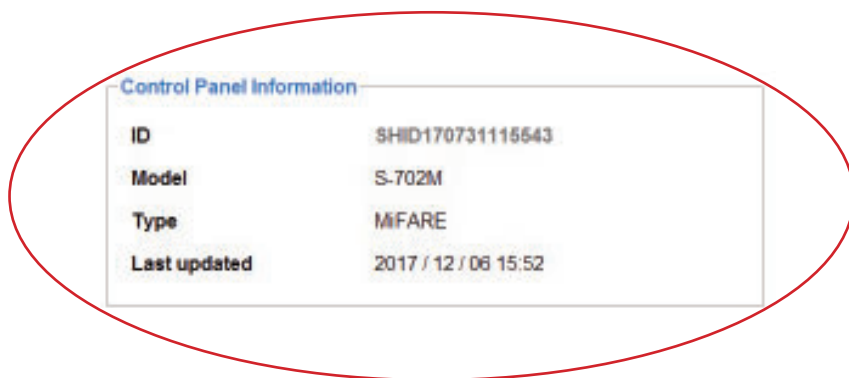 Control Panel Information
ID SHID170731115543
Model S-702M
Type MiFARE
Last updated 2017 / 12 / 06 15:52